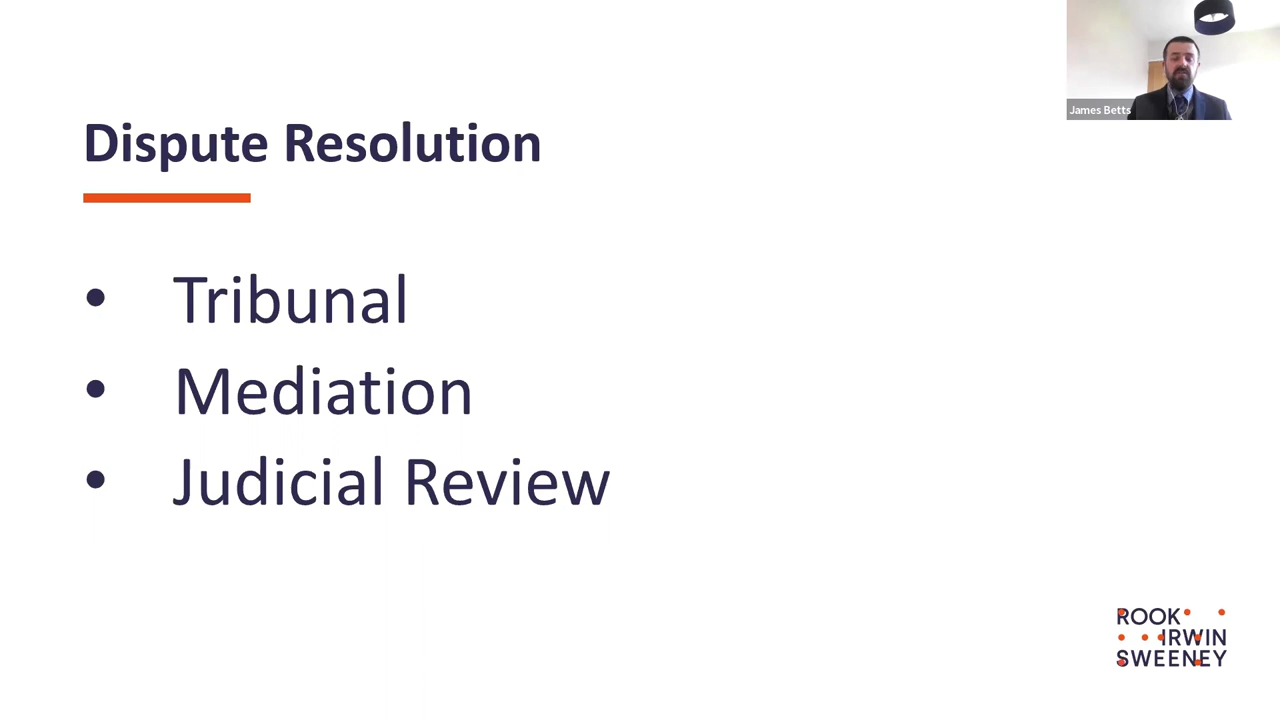 James Betts
Dispute Resolution
• Tribunal
• Mediation
• Judicial Review
ROOK
IRWIN
SWEENEY